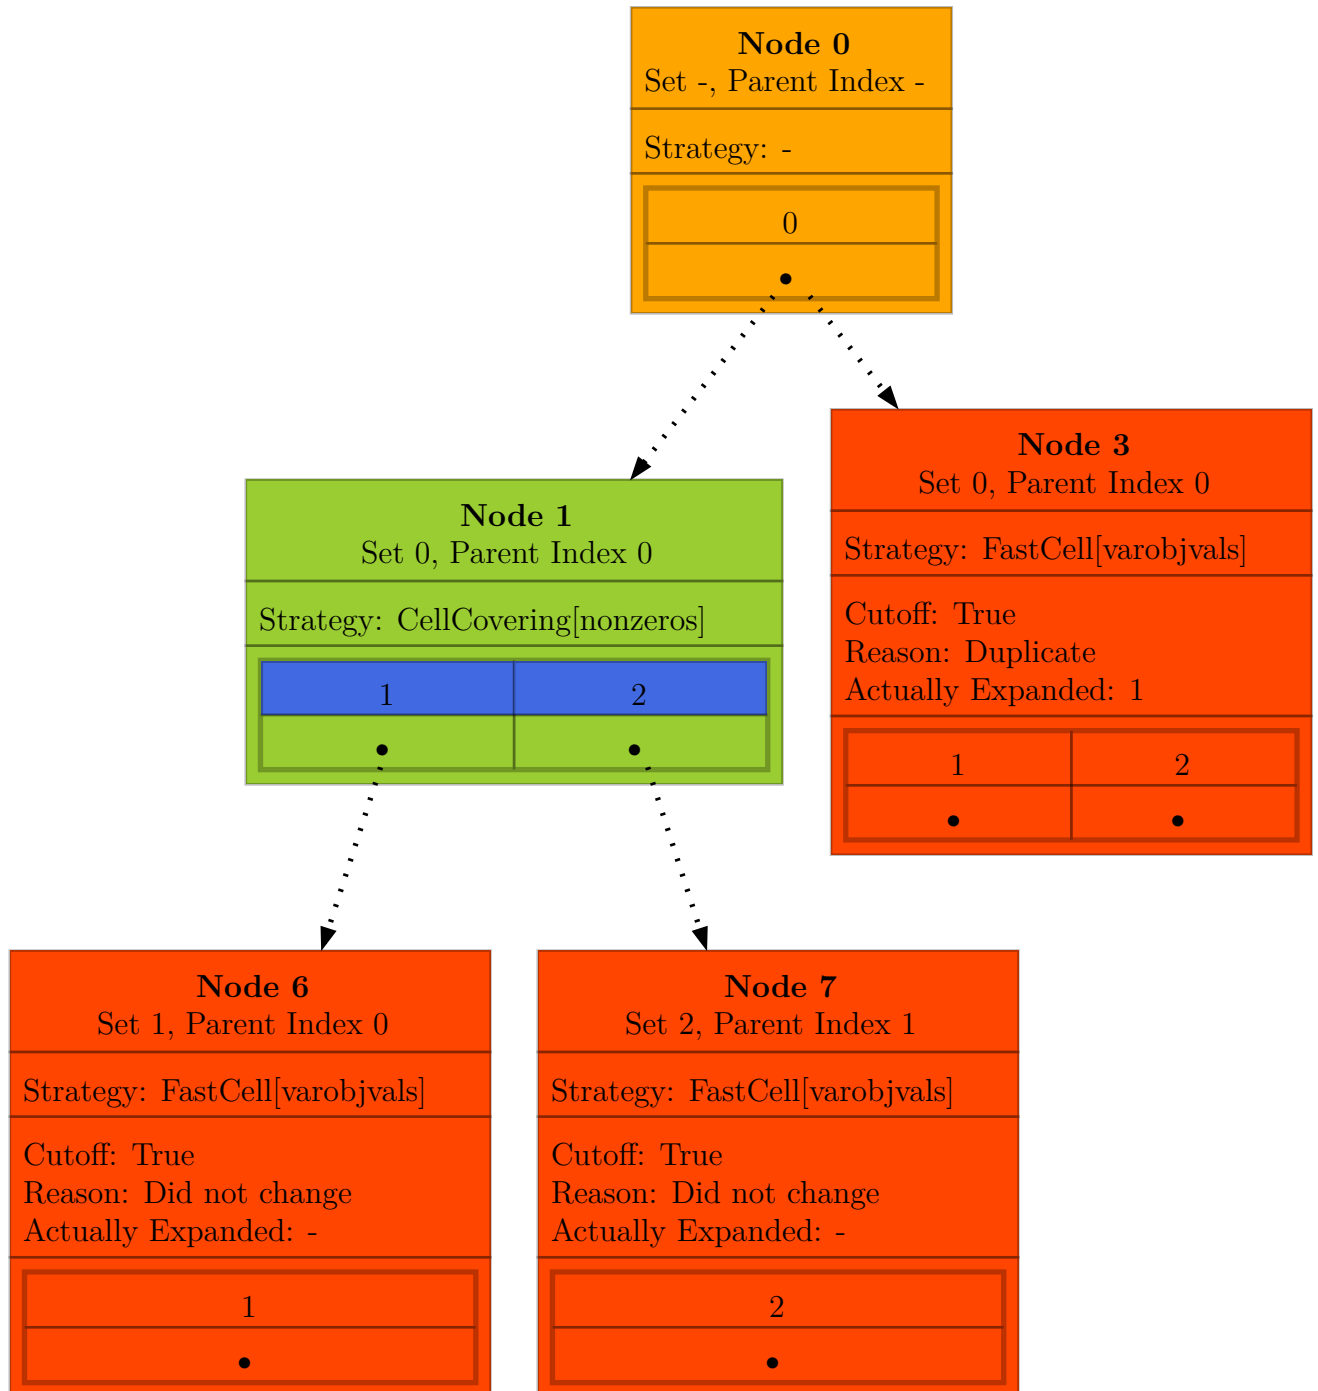 Node 0
Set -, Parent Index -
Strategy: -
0
Node 1
Set 0, Parent Index 0
Strategy: CellCovering[nonzeros]
1 2
Node 3
Set 0, Parent Index 0
Strategy: FastCell[varobjvals]
Cutoff: True
Reason: Duplicate
Actually Expanded: 1
1 2
Node 6
Set 1, Parent Index 0
Strategy: FastCell[varobjvals]
Cutoff: True
Reason: Did not change
Actually Expanded: -
1
Node 7
Set 2, Parent Index 1
Strategy: FastCell[varobjvals]
Cutoff: True
Reason: Did not change
Actually Expanded: -
2